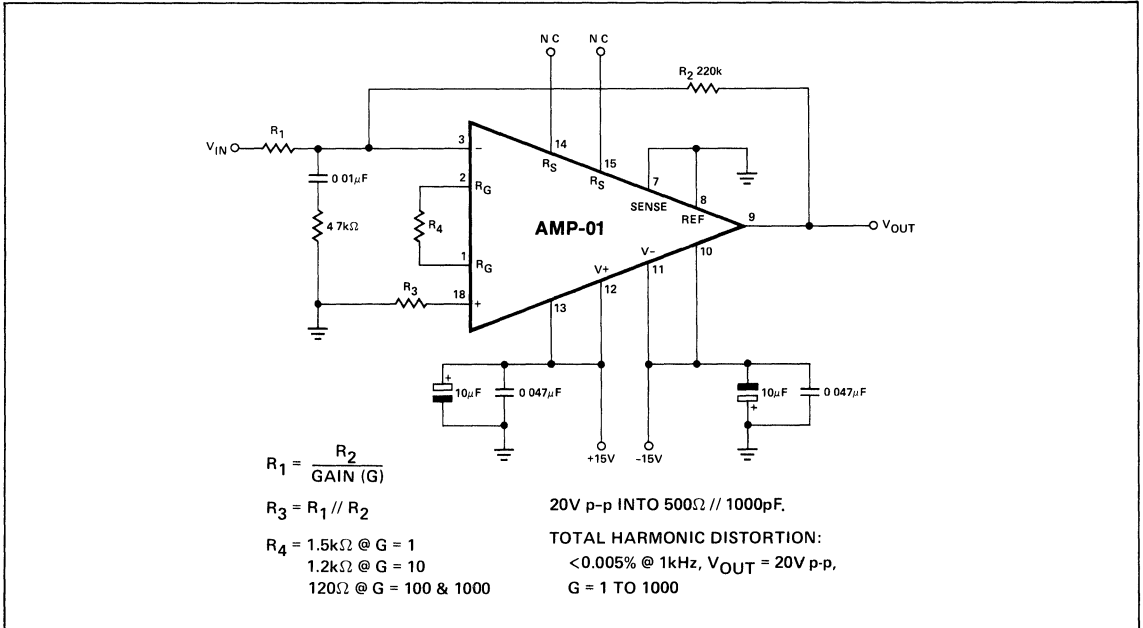 N C
N C
R2 220k
R1
VIN
3
−
14
RS
15
RS
7
SENSE
8
REF
0 01μF
2
RG
4 7kΩ
R4
AMP-01
9
VOUT
1
RG
V−
10
11
V+
12
R3
18
+
13
+
10μF
0 047μF
10μF
+
0 047μF
+15V
-15V
R1 = R2
GAIN (G)
R3 = R1 // R2
R4 = 1.5kΩ @ G = 1
1.2kΩ @ G = 10
120Ω @ G = 100 & 1000
20V p-p INTO 500Ω // 1000pF.
TOTAL HARMONIC DISTORTION:
<0.005% @ 1kHz, VOUT = 20V p-p,
G = 1 TO 1000